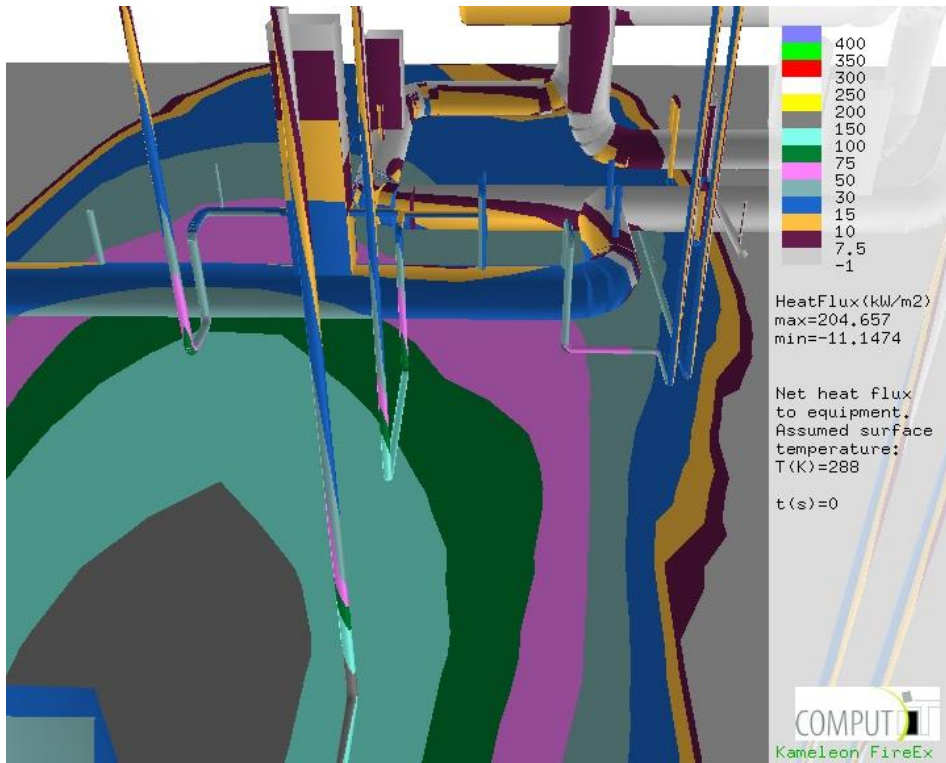 400
350
300
250
200
150
100
75
50
30
15
10
7.5
-1
HeatFlux(kW/m2)
max=204.657
min=-11.1474
Net heat flux
to equipment.
Assumed surface
temperature:
T(K)=288
t(s)=0
COMPUTIT
Kameleon FireEx